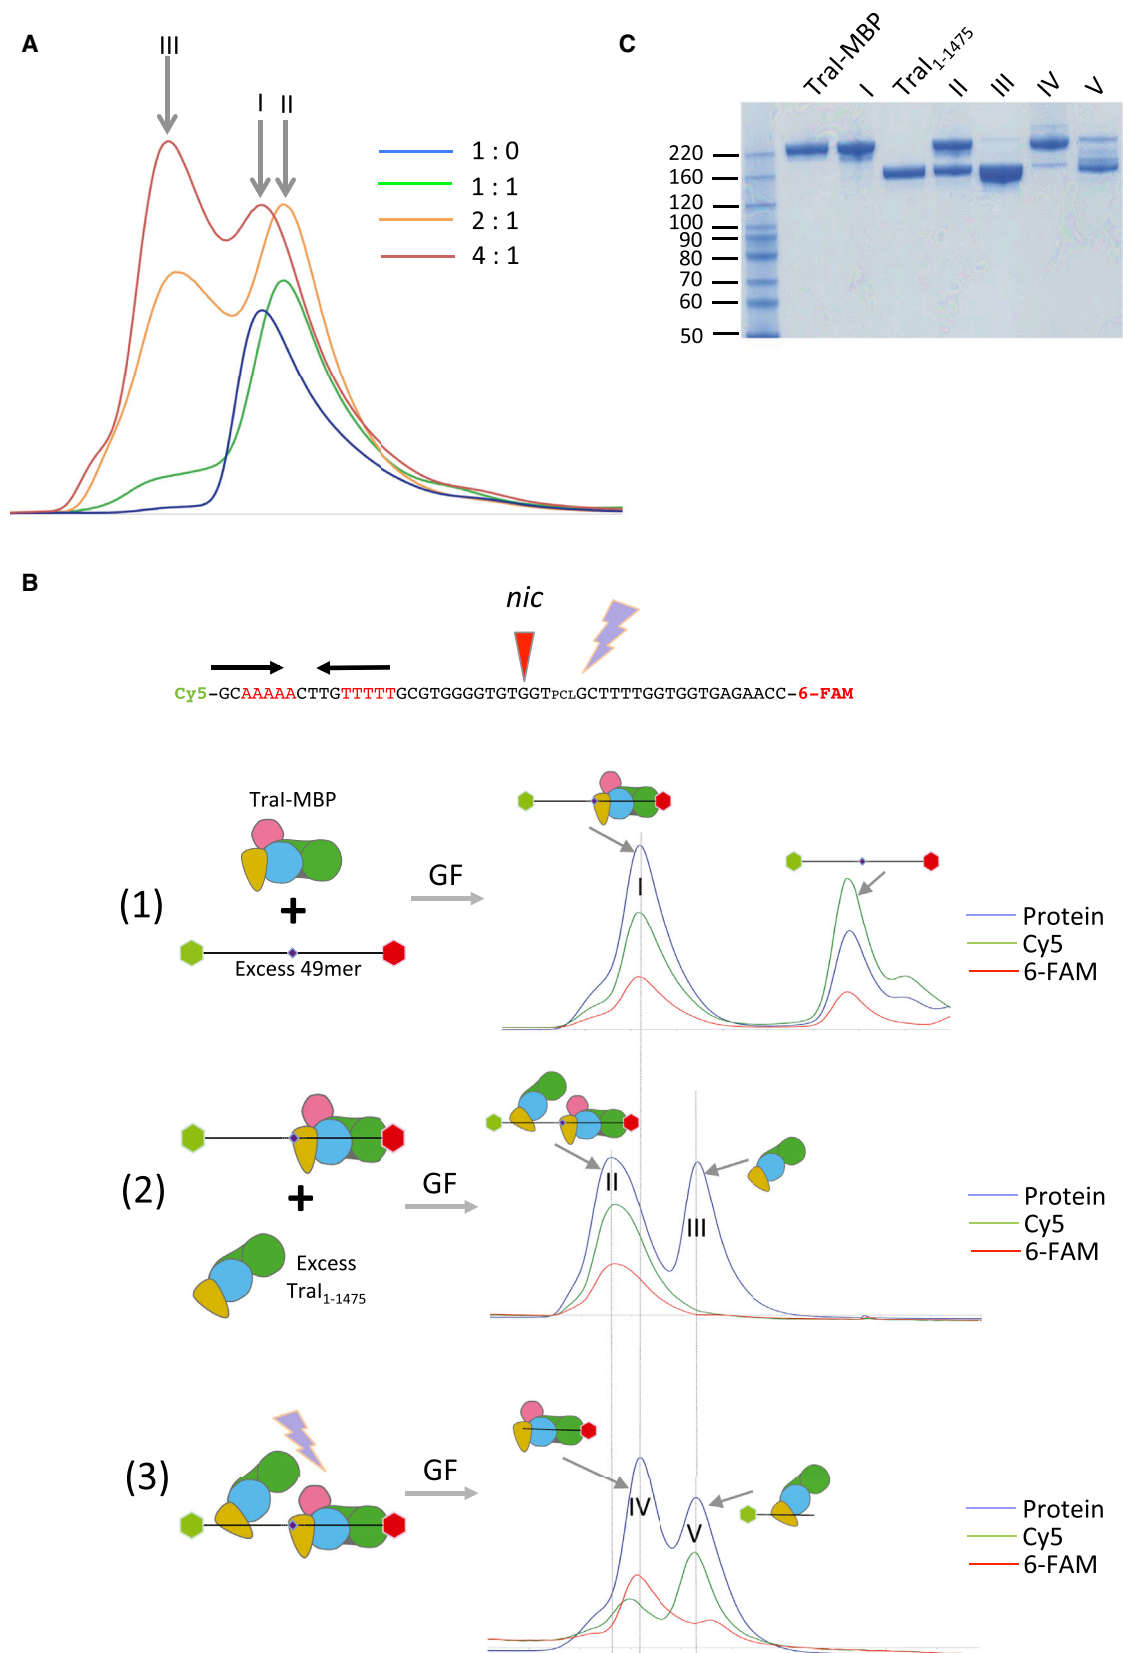 A
III
I II
1 : 0
1 : 1
2 : 1
4 : 1
C
TraI-MBP
I
TraI1-1475
II
III
IV
V
220
160
120
100
90
80
70
60
50
B
nic
Cy5-GCAAAAACTTGTTTTTGCGTGGGGTGTGGTPCLGCTTTTGGTGGTGAGAACC-6-FAM
(1)
TraI-MBP
+
Excess 49mer
GF
I
Protein
Cy5
6-FAM
(2)
+
Excess
TraI1-1475
GF
II
III
Protein
Cy5
6-FAM
(3)
GF
IV
V
Protein
Cy5
6-FAM